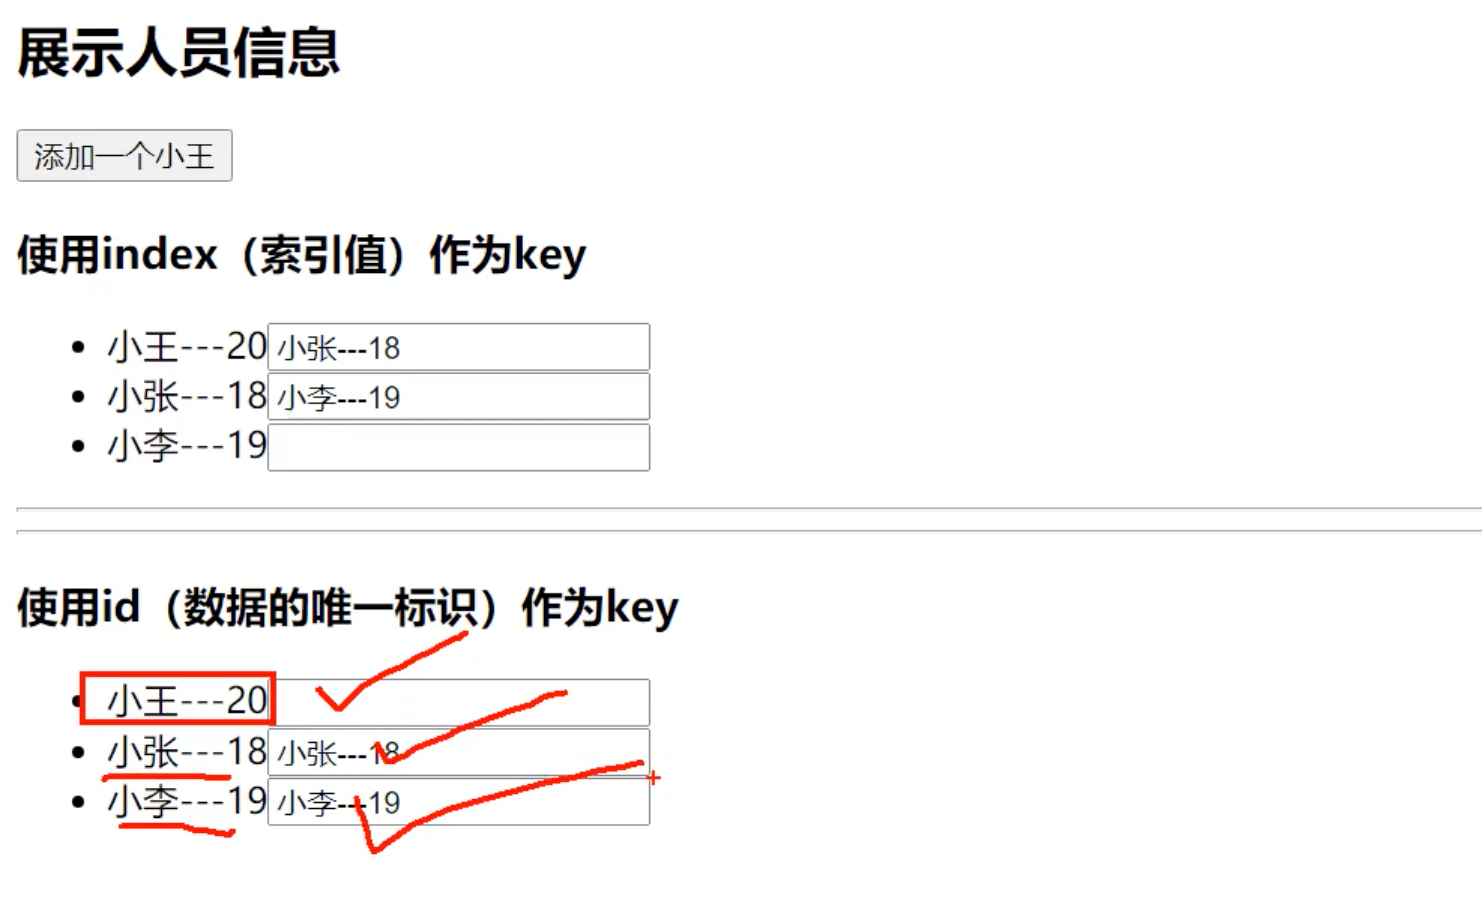 展示人员信息
添加一个小王
使用index（索引值）作为key
小王---20 小张---18
小张---18 小李---19
小李---19
使用id（数据的唯一标识）作为key
小王---20
小张---18 小张---18
小李---19 小李---19